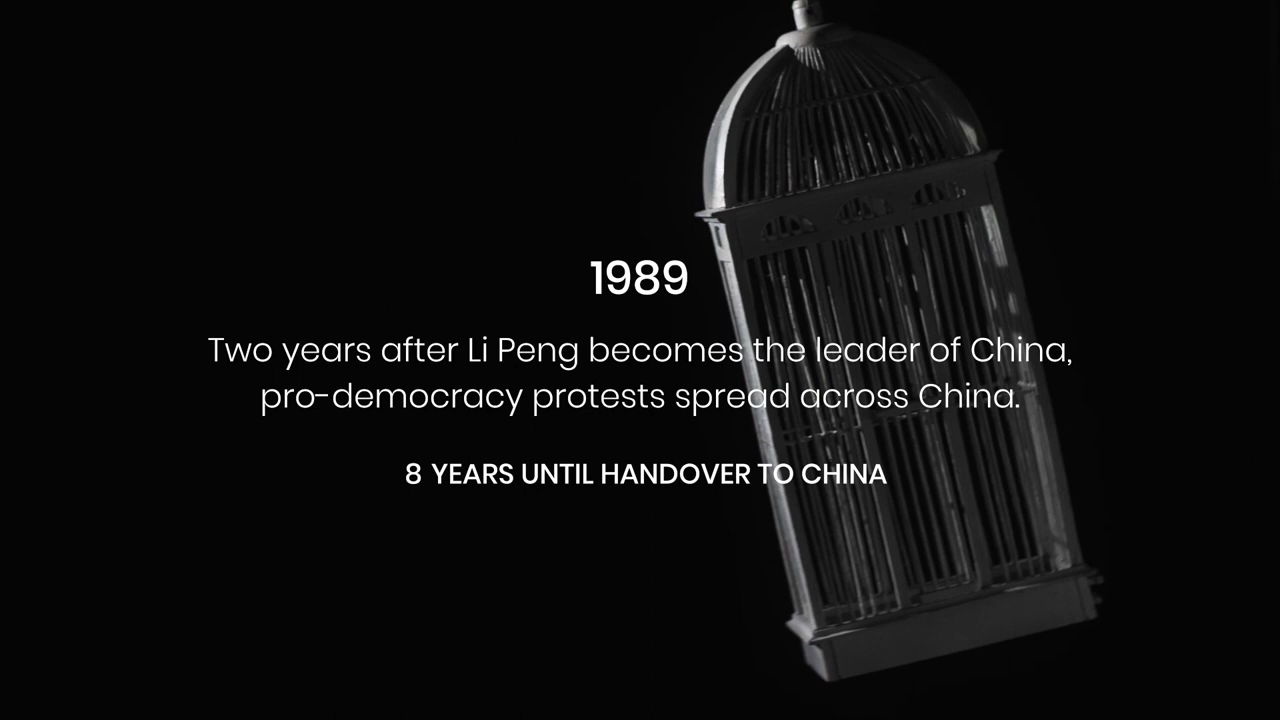 1989
Two years after Li Peng becomes the leader of China,
pro-democracy protests spread across China.
8 YEARS UNTIL HANDOVER TO CHINA